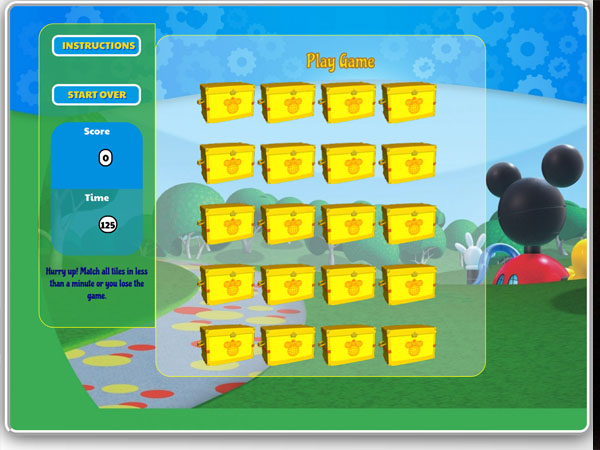 INSTRUCTIONS
Play Game
START OVER
Score
0
Time
125
Hurry up! Match all tiles in less
than a minute or you lose the
game.